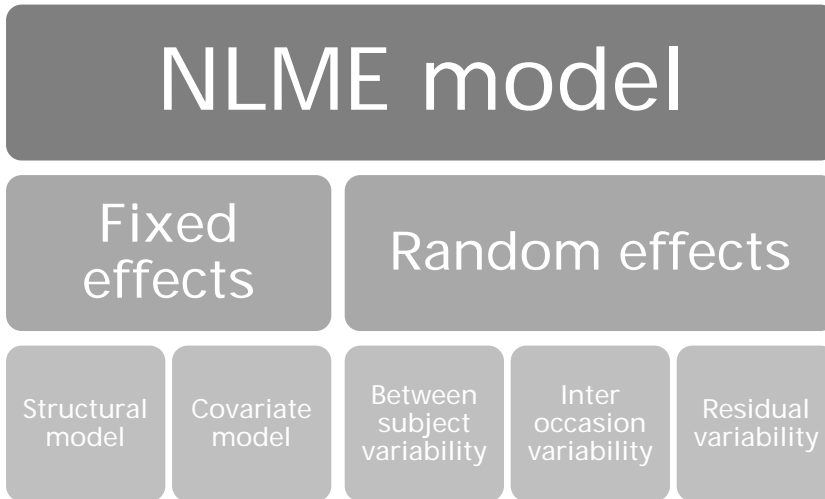 NLME model
Fixed
effects
Random effects
Structural
model
Covariate
model
Between
subject
variability
Inter
occasion
variability
Residual
variability